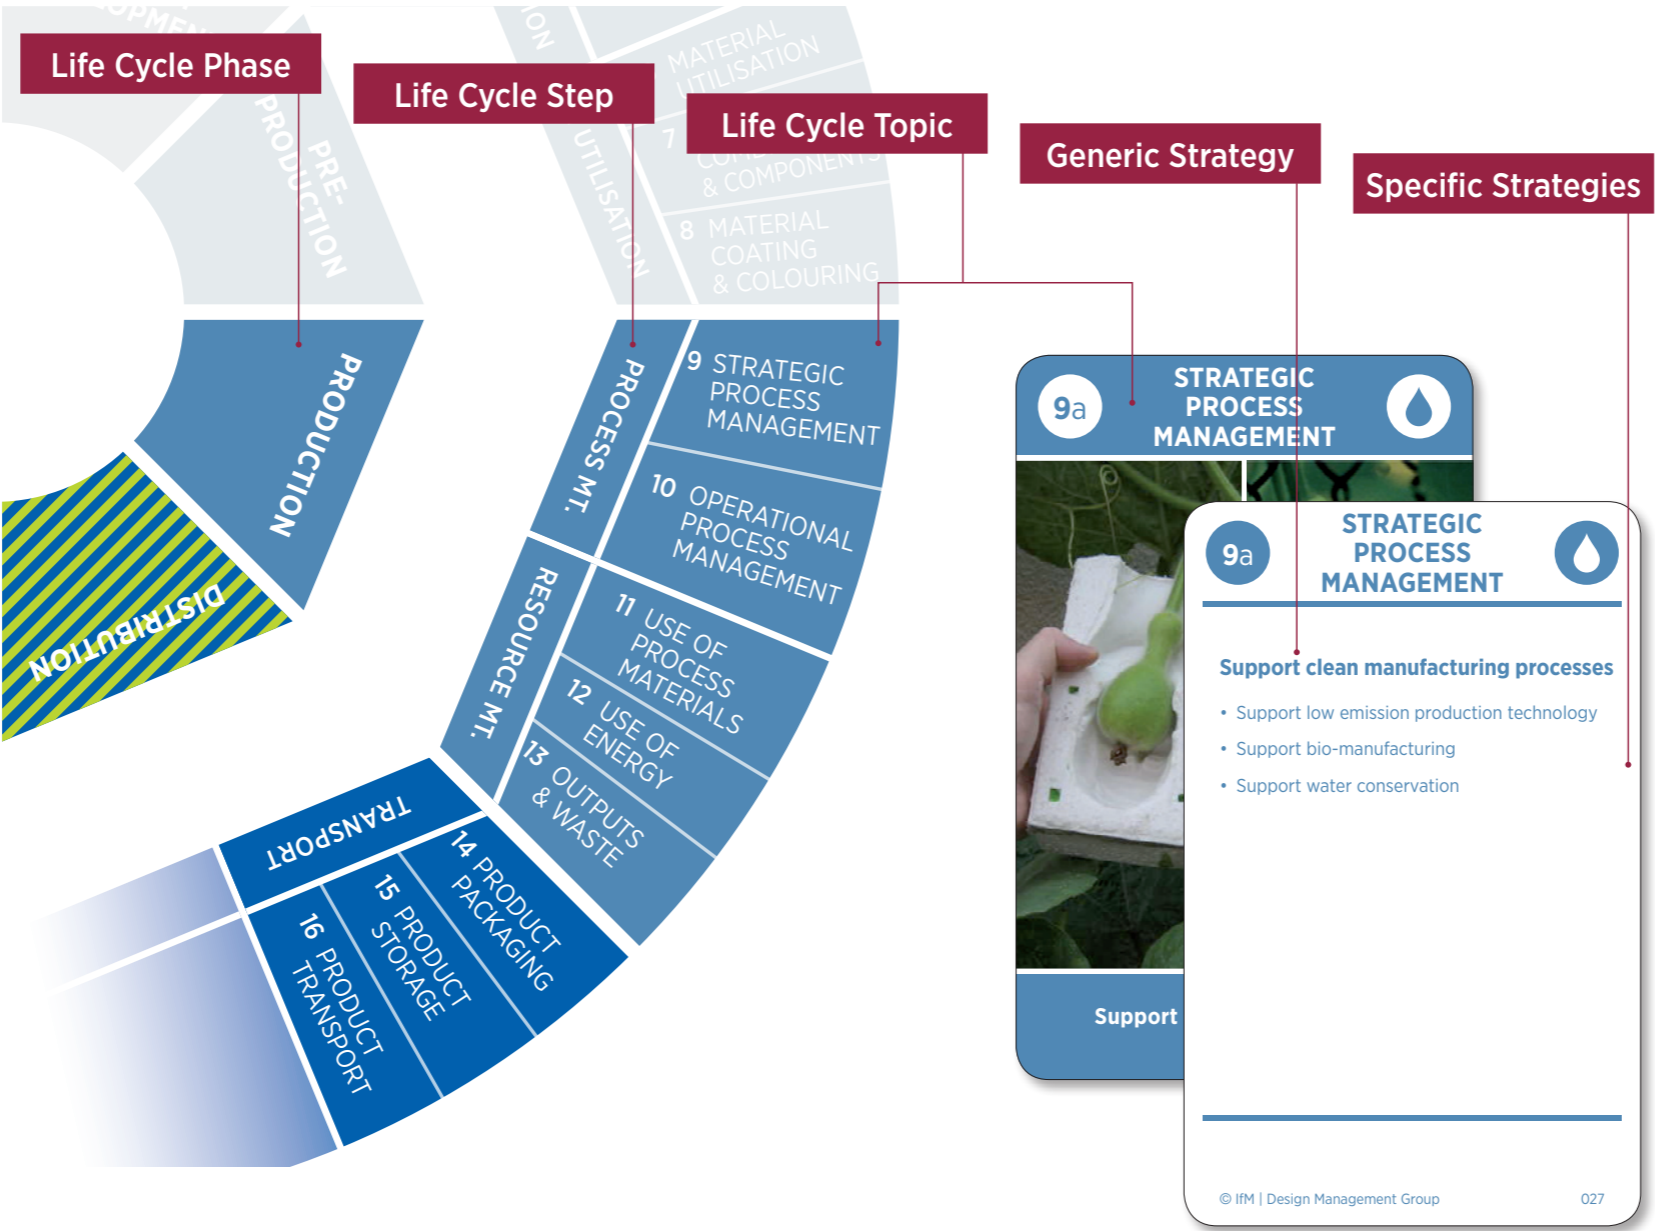 Life Cycle Phase
Life Cycle Step
Life Cycle Topic
Generic Strategy
Specific Strategies
PRE-
PRODUCTION
UTILISATION
MATERIAL
UTILISATION
7
& COMPONENTS
8 MATERIAL
COATING
& COLOURING
PRODUCTION
DISTRIBUTION
PROCESS MT.
9 STRATEGIC
PROCESS
MANAGEMENT
10 OPERATIONAL
PROCESS
MANAGEMENT
RESOURCE MT.
11 USE OF
PROCESS
MATERIALS
12 USE OF
ENERGY
13 OUTPUTS
& WASTE
TRANSPORT
14 PRODUCT
PACKAGING
15 PRODUCT
STORAGE
16 PRODUCT
TRANSPORT
9a
STRATEGIC
PROCESS
MANAGEMENT
Support
9a
STRATEGIC
PROCESS
MANAGEMENT
Support clean manufacturing processes
• Support low emission production technology
• Support bio-manufacturing
• Support water conservation
© IfM | Design Management Group
027